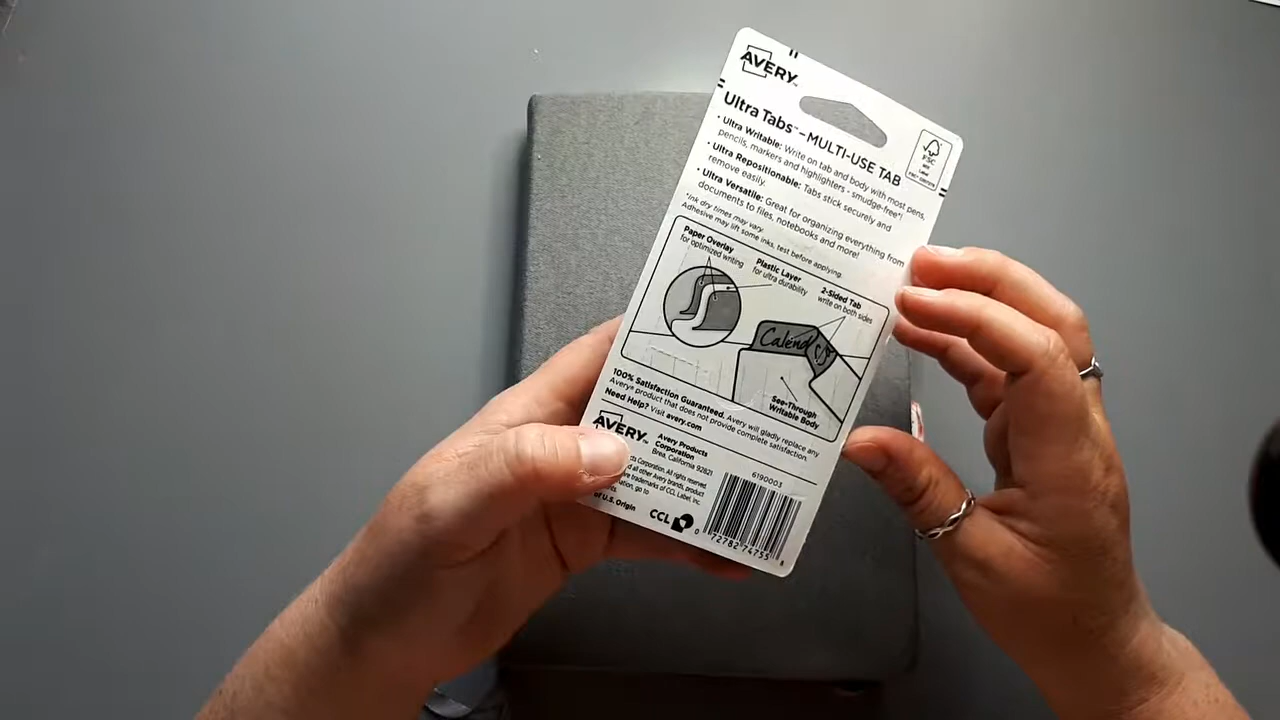 AVERY
Ultra Tabs™ – MULTI-USE TAB
• Ultra Writable: Write on tab and body with most pens,
pencils, markers and highlighters - smudge-free*!
• Ultra Repositionable: Tabs stick securely and
remove easily.
• Ultra Versatile: Great for organizing everything from
documents to files, notebooks and more!
*Ink dry times may vary.
Adhesive may lift some inks, test before applying.
FSC
Paper Overlay
for optimized writing
Plastic Layer
for ultra durability
2-Sided Tab
write on both sides
Calend
See-Through
Writable Body
100% Satisfaction Guaranteed. Avery will gladly replace any
Avery® product that does not provide complete satisfaction.
Need Help? Visit avery.com
AVERY™
Avery Products
Corporation
Brea, California 92821
Corporation. All rights reserved
all other Avery brands, product
trademarks of CCL Label, Inc.
go to
of U.S. Origin
CCL
6190003
0 72782 74755 8